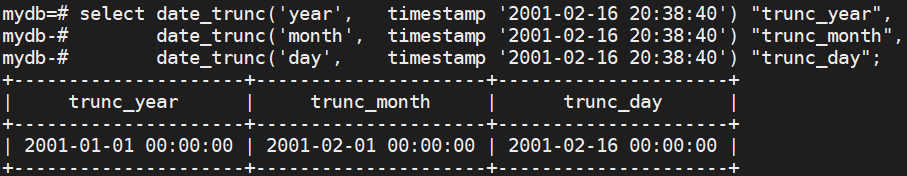 mydb=# select date_trunc('year',   timestamp '2001-02-16 20:38:40') "trunc_year",
mydb-#        date_trunc('month',  timestamp '2001-02-16 20:38:40') "trunc_month",
mydb-#        date_trunc('day',    timestamp '2001-02-16 20:38:40') "trunc_day";
+---------------------+---------------------+---------------------+
|     trunc_year      |     trunc_month     |      trunc_day      |
+---------------------+---------------------+---------------------+
| 2001-01-01 00:00:00 | 2001-02-01 00:00:00 | 2001-02-16 00:00:00 |
+---------------------+---------------------+---------------------+